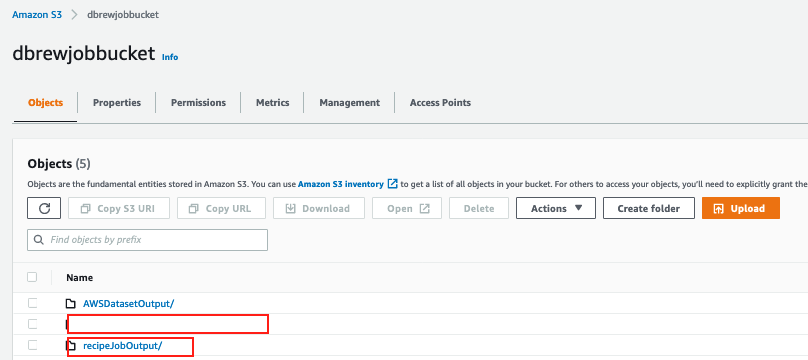 Amazon S3 > dbrewjobbucket
dbrewjobbucket Info
Objects Properties Permissions Metrics Management Access Points
Objects (5)
Objects are the fundamental entities stored in Amazon S3. You can use Amazon S3 inventory to get a list of all objects in your bucket. For others to access your objects, you'll need to explicitly grant the
Copy S3 URI Copy URL Download Open Delete Actions Create folder Upload
Find objects by prefix
Name
AWSDatasetOutput/
recipeJobOutput/